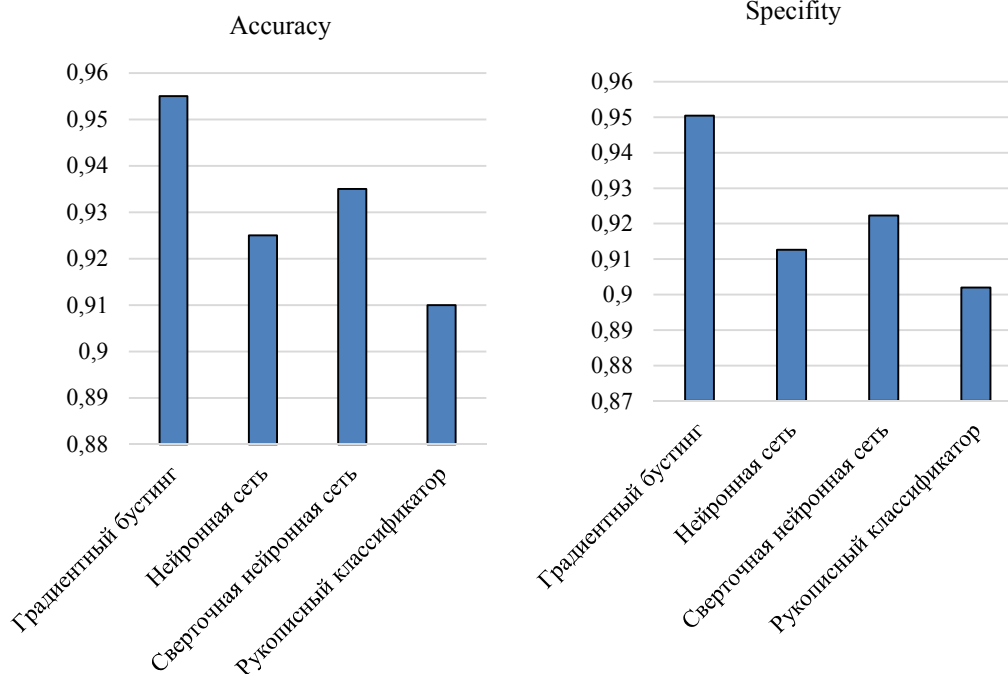 Accuracy
0,96
0,95
0,94
0,93
0,92
0,91
0,9
0,89
0,88
Градиентный бустинг
Нейронная сеть
Сверточная нейронная сеть
Рукописный классификатор
Specifity
0,96
0,95
0,94
0,93
0,92
0,91
0,9
0,89
0,88
0,87
Градиентный бустинг
Нейронная сеть
Сверточная нейронная сеть
Рукописный классификатор